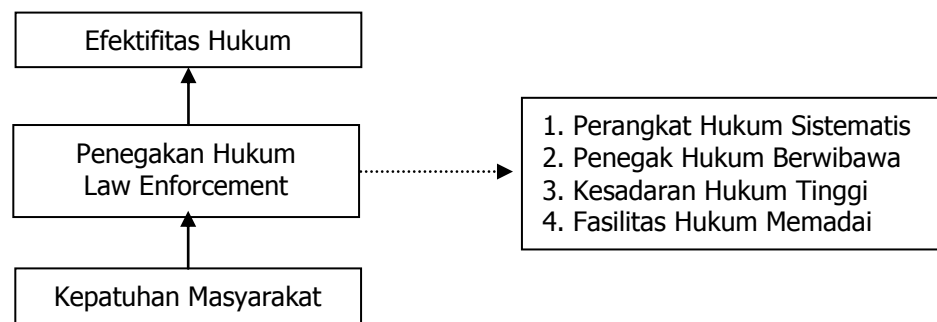 Efektifitas Hukum
Penegakan Hukum
Law Enforcement
1. Perangkat Hukum Sistematis
2. Penegak Hukum Berwibawa
3. Kesadaran Hukum Tinggi
4. Fasilitas Hukum Memadai
Kepatuhan Masyarakat